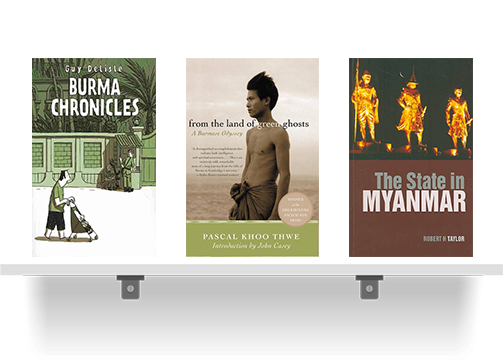 Guy Delisle
BURMA
CHRONICLES
from the land of green ghosts
A Burmese Odyssey
PASCAL KHOO THWE
Introduction by John Casey
The State in
MYANMAR
ROBERT H TAYLOR